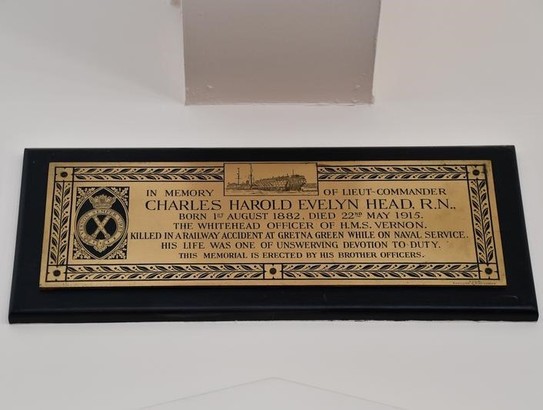 IN MEMORY OF LIEUT-COMMANDER
CHARLES HAROLD EVELYN HEAD, R.N.,
BORN 1ST AUGUST 1882, DIED 22ND MAY 1915.
THE WHITEHEAD OFFICER OF H.M.S. VERNON.
KILLED IN A RAILWAY ACCIDENT AT GRETNA GREEN WHILE ON NAVAL SERVICE.
HIS LIFE WAS ONE OF UNSWERVING DEVOTION TO DUTY.
THIS MEMORIAL IS ERECTED BY HIS BROTHER OFFICERS.